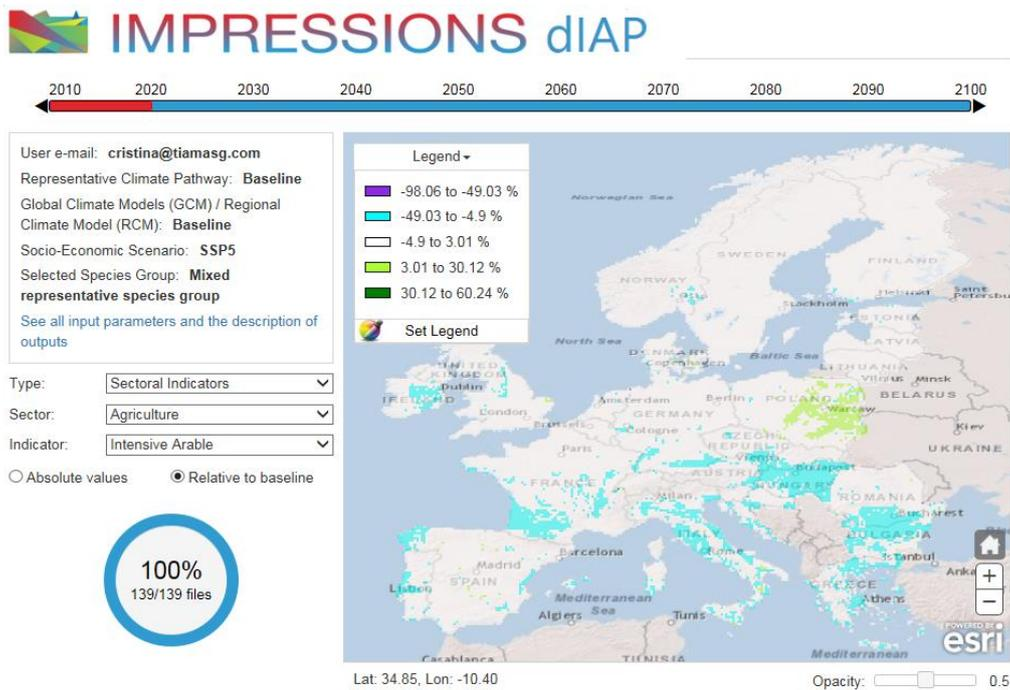 IMPRESSIONS dIAP
2010 2020 2030 2040 2050 2060 2070 2080 2090 2100
User e-mail: cristina@tiamasg.com
Representative Climate Pathway: Baseline
Global Climate Models (GCM) / Regional
Climate Model (RCM): Baseline
Socio-Economic Scenario: SSP5
Selected Species Group: Mixed
representative species group
See all input parameters and the description of
outputs
Type: Sectoral Indicators
Sector: Agriculture
Indicator: Intensive Arable
Absolute values Relative to baseline
100%
139/139 files
Legend
-98.06 to -49.03 %
-49.03 to -4.9 %
-4.9 to 3.01 %
3.01 to 30.12 %
30.12 to 60.24 %
Set Legend
Norwegian Sea
SWEDEN
FINLAND
NORWAY
Oslo
Helsinki
Saint
Petersbu
Stockholm
ESTONIA
North Sea
LATVIA
DENMARK
Baltic Sea
Copenhagen
LITHUANIA
UNITED
KINGDOM
Vilnius Minsk
Dublin
IRELAND
Amsterdam
Berlin
POLAND
BELARUS
London
GERMANY
Warsaw
Brussels
Cologne
Kiev
CZECH
REPUBLIC
Paris
UKRAINE
Vienna
Budapest
AUSTRIA
HUNGARY
FRANCE
Milan
ROMANIA
Bucharest
ITALY
BULGARIA
Barcelona
Rome
Istanbul
Madrid
Anka
SPAIN
Lisbon
GREECE
Mediterranean
Sea
Athens
Algiers
Tunis
Casablanca
TUNISIA
Mediterranean
+
−
POWERED BY
esri
Lat: 34.85, Lon: -10.40
Opacity: 0.5